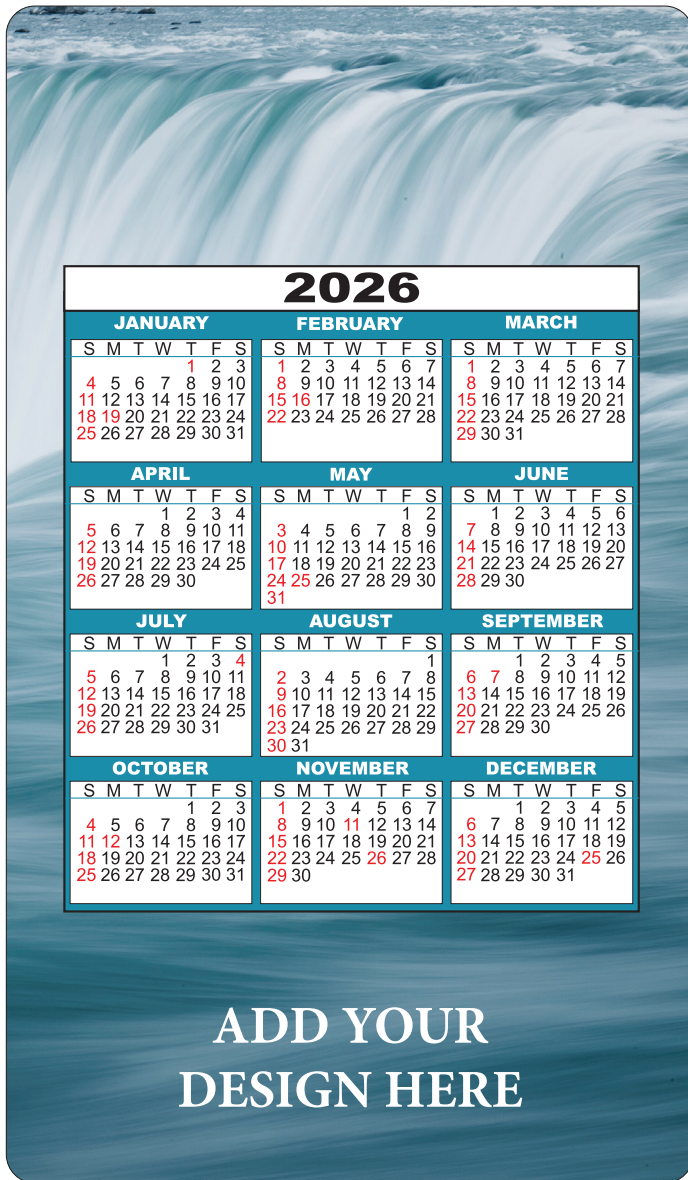 2026
JANUARY
S M T W T F S
1 2 3
4 5 6 7 8 9 10
11 12 13 14 15 16 17
18 19 20 21 22 23 24
25 26 27 28 29 30 31
FEBRUARY
S M T W T F S
1 2 3 4 5 6 7
8 9 10 11 12 13 14
15 16 17 18 19 20 21
22 23 24 25 26 27 28
MARCH
S M T W T F S
1 2 3 4 5 6 7
8 9 10 11 12 13 14
15 16 17 18 19 20 21
22 23 24 25 26 27 28
29 30 31
APRIL
S M T W T F S
1 2 3 4
5 6 7 8 9 10 11
12 13 14 15 16 17 18
19 20 21 22 23 24 25
26 27 28 29 30
MAY
S M T W T F S
1 2
3 4 5 6 7 8 9
10 11 12 13 14 15 16
17 18 19 20 21 22 23
24 25 26 27 28 29 30
31
JUNE
S M T W T F S
1 2 3 4 5 6
7 8 9 10 11 12 13
14 15 16 17 18 19 20
21 22 23 24 25 26 27
28 29 30
JULY
S M T W T F S
1 2 3 4
5 6 7 8 9 10 11
12 13 14 15 16 17 18
19 20 21 22 23 24 25
26 27 28 29 30 31
AUGUST
S M T W T F S
1
2 3 4 5 6 7 8
9 10 11 12 13 14 15
16 17 18 19 20 21 22
23 24 25 26 27 28 29
30 31
SEPTEMBER
S M T W T F S
1 2 3 4 5
6 7 8 9 10 11 12
13 14 15 16 17 18 19
20 21 22 23 24 25 26
27 28 29 30
OCTOBER
S M T W T F S
1 2 3
4 5 6 7 8 9 10
11 12 13 14 15 16 17
18 19 20 21 22 23 24
25 26 27 28 29 30 31
NOVEMBER
S M T W T F S
1 2 3 4 5 6 7
8 9 10 11 12 13 14
15 16 17 18 19 20 21
22 23 24 25 26 27 28
29 30
DECEMBER
S M T W T F S
1 2 3 4 5
6 7 8 9 10 11 12
13 14 15 16 17 18 19
20 21 22 23 24 25 26
27 28 29 30 31
ADD YOUR
DESIGN HERE